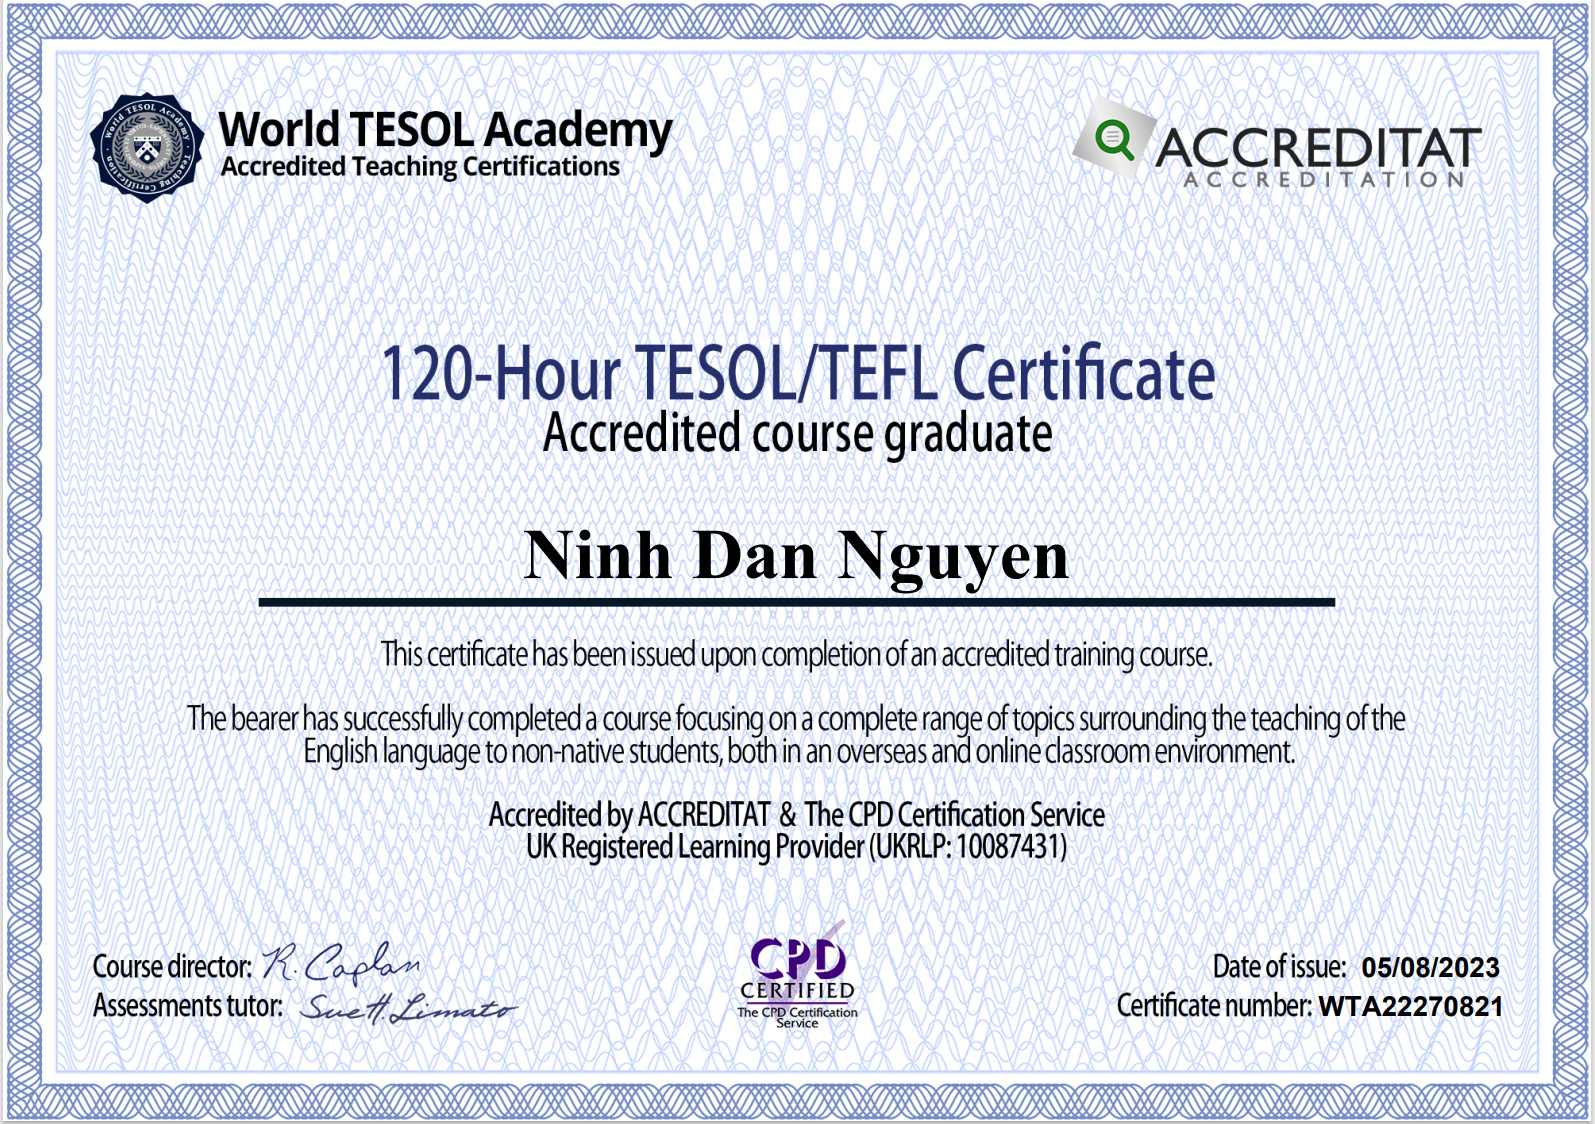 World TESOL Academy
Accredited Teaching Certifications
World TESOL Academy · Teaching Certification ·
ACCREDITAT
ACCREDITATION
120-Hour TESOL/TEFL Certificate
Accredited course graduate
Ninh Dan Nguyen
This certificate has been issued upon completion of an accredited training course.
The bearer has successfully completed a course focusing on a complete range of topics surrounding the teaching of the
English language to non-native students, both in an overseas and online classroom environment.
Accredited by ACCREDITAT & The CPD Certification Service
UK Registered Learning Provider (UKRLP: 10087431)
Course director: R. Caplan
Assessments tutor: Sue H. Limato
CPD
CERTIFIED
The CPD Certification
Service
Date of issue: 05/08/2023
Certificate number: WTA22270821